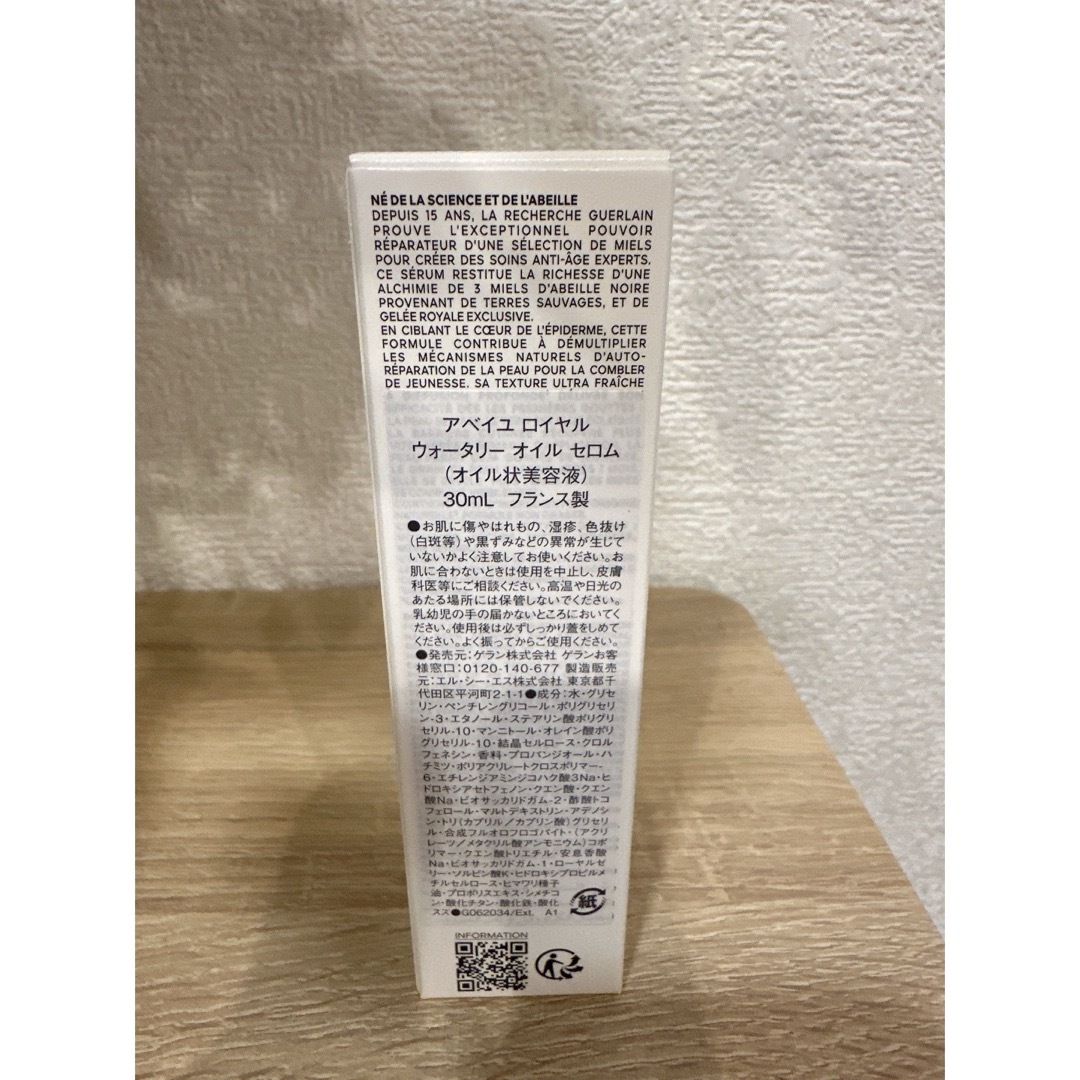 NÉ DE LA SCIENCE ET DE L'ABEILLE
DEPUIS 15 ANS, LA RECHERCHE GUERLAIN
PROUVE L'EXCEPTIONNEL POUVOIR
RÉPARATEUR D'UNE SÉLECTION DE MIELS
POUR CRÉER DES SOINS ANTI-ÂGE EXPERTS.
CE SÉRUM RESTITUE LA RICHESSE D'UNE
ALCHIMIE DE 3 MIELS D'ABEILLE NOIRE
PROVENANT DE TERRES SAUVAGES, ET DE
GELÉE ROYALE EXCLUSIVE.
EN CIBLANT LE CŒUR DE L'ÉPIDERME, CETTE
FORMULE CONTRIBUE À DÉMULTIPLIER
LES MÉCANISMES NATURELS D'AUTO-
RÉPARATION DE LA PEAU POUR LA COMBLER
DE JEUNESSE. SA TEXTURE ULTRA FRAÎCHE
アベイユ ロイヤル
ウォータリー オイル セロム
(オイル状美容液)
30mL フランス製
●お肌に傷やはれもの、湿疹、色抜け
(白斑等)や黒ずみなどの異常が生じて
いないかよく注意してお使いください。お
肌に合わないときは使用を中止し、皮膚
科医等にご相談ください。高温や日光の
あたる場所には保管しないでください。
乳幼児の手の届かないところにおいてく
ださい。使用後は必ずしっかり蓋をしめて
ください。よく振ってからご使用ください。
●発売元:ゲラン株式会社 ゲランお客
様窓口:0120-140-677 製造販売
元:エル・シー・エス株式会社 東京都千
代田区平河町2-1-1●成分:水・グリセ
リン・ペンチレングリコール・ポリグリセリ
ン-3・エタノール・ステアリン酸ポリグリ
セリル-10・マンニトール・オレイン酸ポリ
グリセリル-10・結晶セルロース・クロル
フェネシン・香料・プロパンジオール・ハ
チミツ・ポリアクリレートクロスポリマー-
6・エチレンジアミンジコハク酸3Na・ヒ
ドロキシアセトフェノン・クエン酸・クエン
酸Na・ビオサッカリドガム-2・酢酸トコ
フェロール・マルトデキストリン・アデノシ
ン・トリ(カプリル/カプリン酸)グリセリ
ル・合成フルオロフロゴパイト・(アクリ
レーツ/メタクリル酸アンモニウム)コポ
リマー・クエン酸トリエチル・安息香酸
Na・ビオサッカリドガム-1・ローヤルゼ
リー・ソルビン酸K・ヒドロキシプロピルメ
チルセルロース・ヒマワリ種子
油・プロポリスエキス・シメチコ
ン・酸化チタン・酸化鉄・酸化
スズ●G062034/Ext. A1
紙
INFORMATION